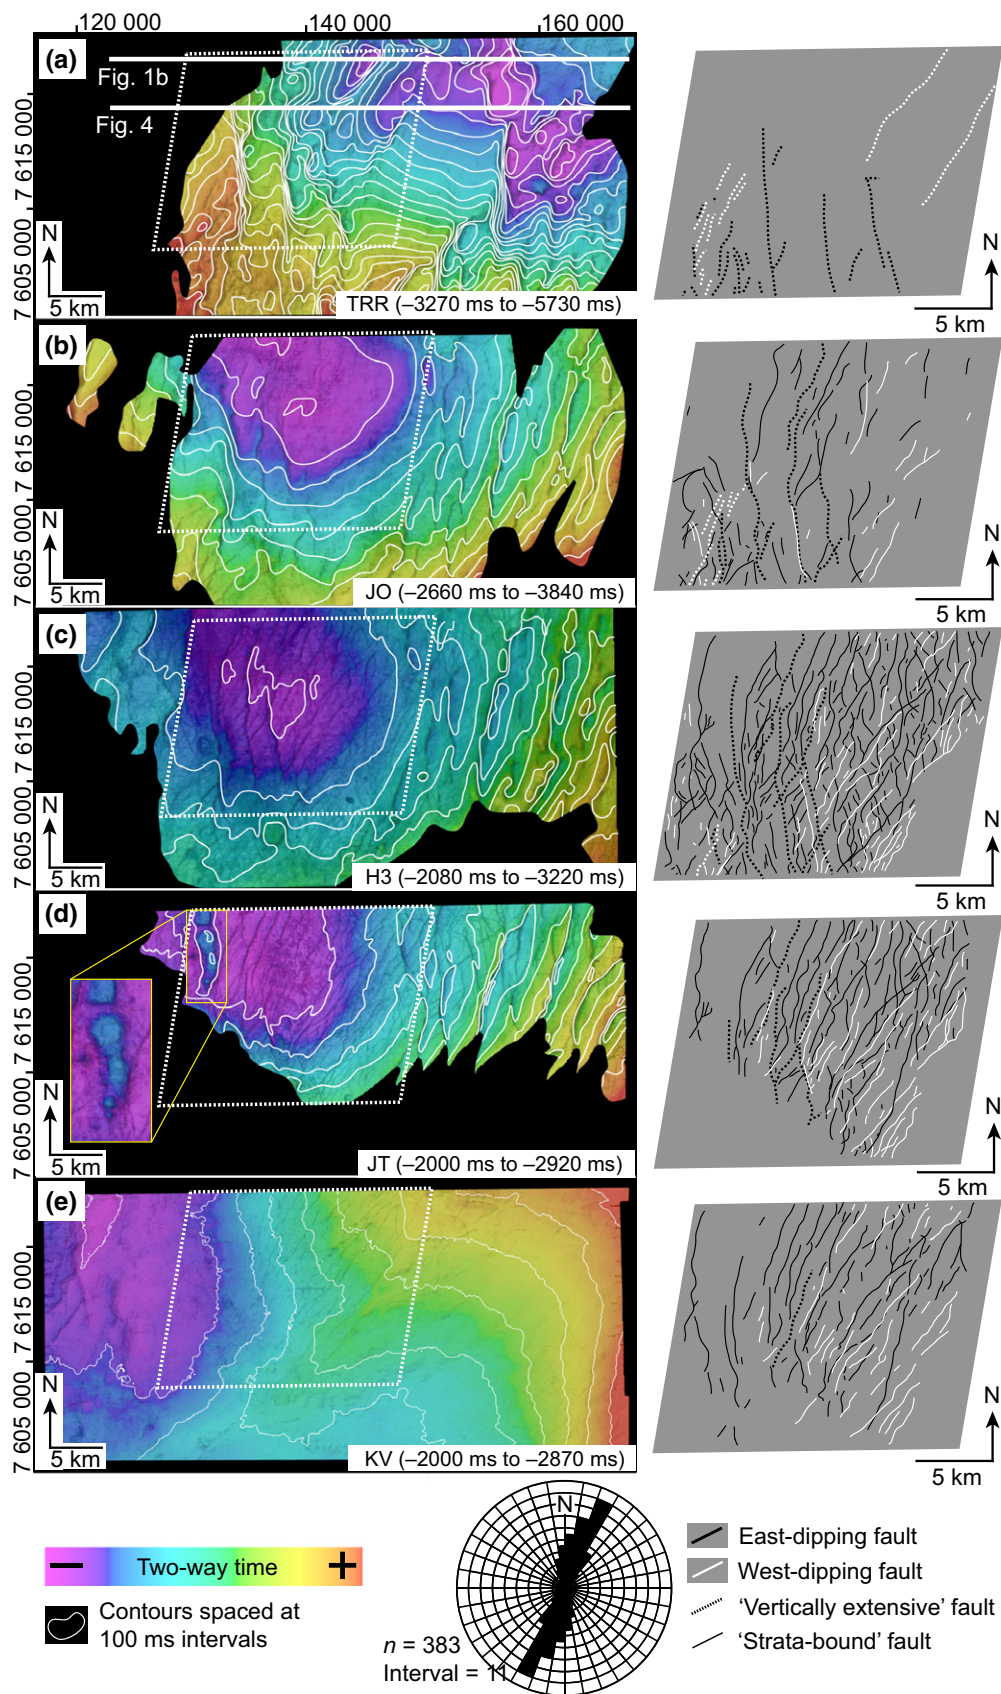 120 000
140 000
160 000
(a)
Fig. 1b
Fig. 4
7 615 000
7 605 000
N
5 km
TRR (–3270 ms to –5730 ms)
N
5 km
(b)
7 615 000
7 605 000
N
5 km
JO (–2660 ms to –3840 ms)
N
5 km
(c)
7 615 000
7 605 000
N
5 km
H3 (–2080 ms to –3220 ms)
N
5 km
(d)
7 615 000
7 605 000
N
5 km
JT (–2000 ms to –2920 ms)
N
5 km
(e)
7 615 000
7 605 000
N
5 km
KV (–2000 ms to –2870 ms)
N
5 km
– Two-way time +
Contours spaced at
100 ms intervals
N
n = 383
Interval = 11
East-dipping fault
West-dipping fault
'Vertically extensive' fault
'Strata-bound' fault